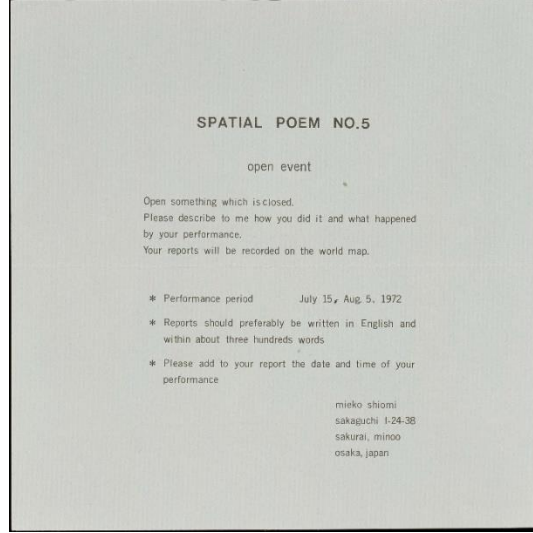 SPATIAL POEM NO.5
open event
Open something which is closed.
Please describe to me how you did it and what happened
by your performance.
Your reports will be recorded on the world map.
* Performance period July 15, Aug. 5, 1972
* Reports should preferably be written in English and
within about three hundreds words
* Please add to your report the date and time of your
performance
mieko shiomi
sakaguchi 1-24-38
sakurai, minoo
osaka, japan